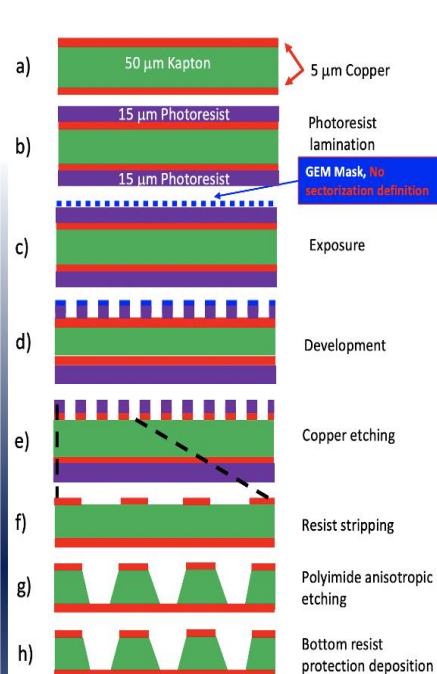 a)
50 µm Kapton
5 µm Copper
b)
15 µm Photoresist
15 µm Photoresist
Photoresist
lamination
GEM Mask, No
sectorization definition
c)
Exposure
d)
Development
e)
Copper etching
f)
Resist stripping
g)
Polyimide anisotropic
etching
h)
Bottom resist
protection deposition